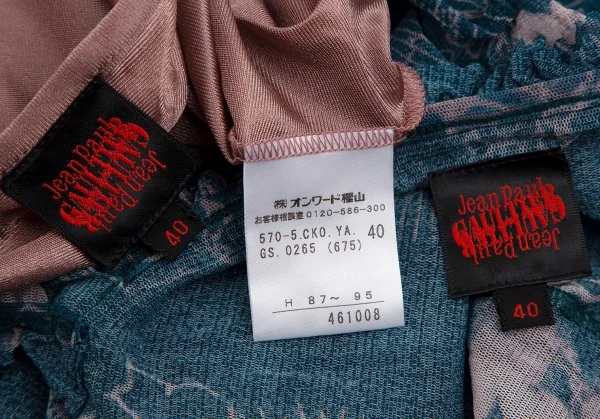 Jean Paul
GAULTIER
Jean Paul
40
(株)オンワード樫山
お客様相談室 0120-586-300
570-5.CKO.YA. 40
GS.0265 (675)
H 87〜 95
461008
Jean Paul
GAULTIER
Jean Paul
40